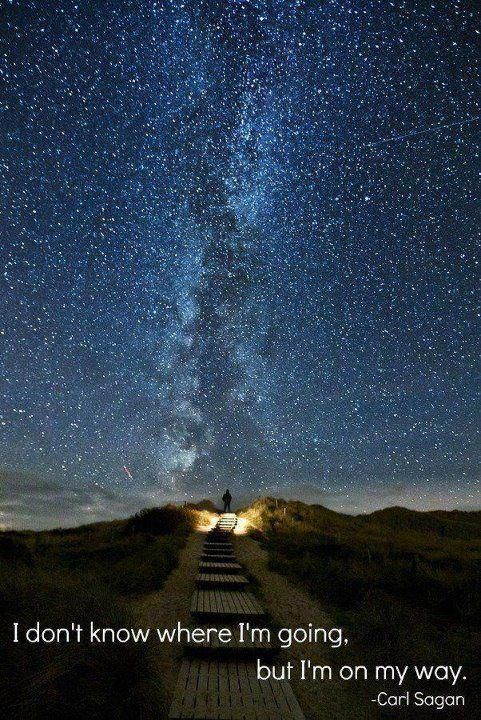 I don't know where I'm going,
but I'm on my way.
-Carl Sagan